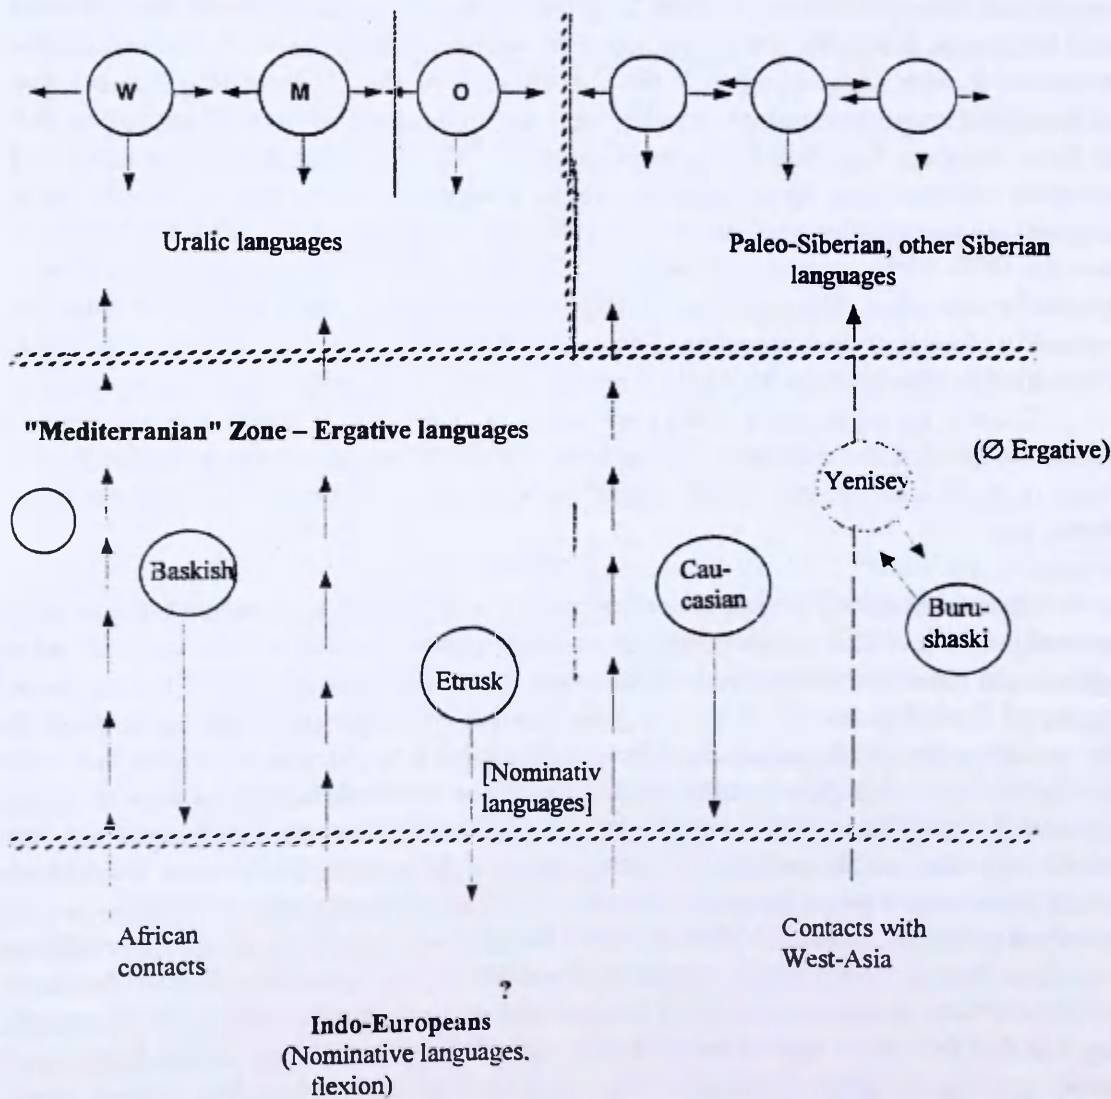 W
M
O
Uralic languages
Paleo-Siberian, other Siberian
languages
"Mediterranian" Zone – Ergative languages
(Ø Ergative)
Yenisey
Baskish
Cau-
casian
Buru-
shaski
Etrusk
[Nominativ
languages]
African
contacts
Contacts with
West-Asia
?
Indo-Europeans
(Nominative languages.
flexion)